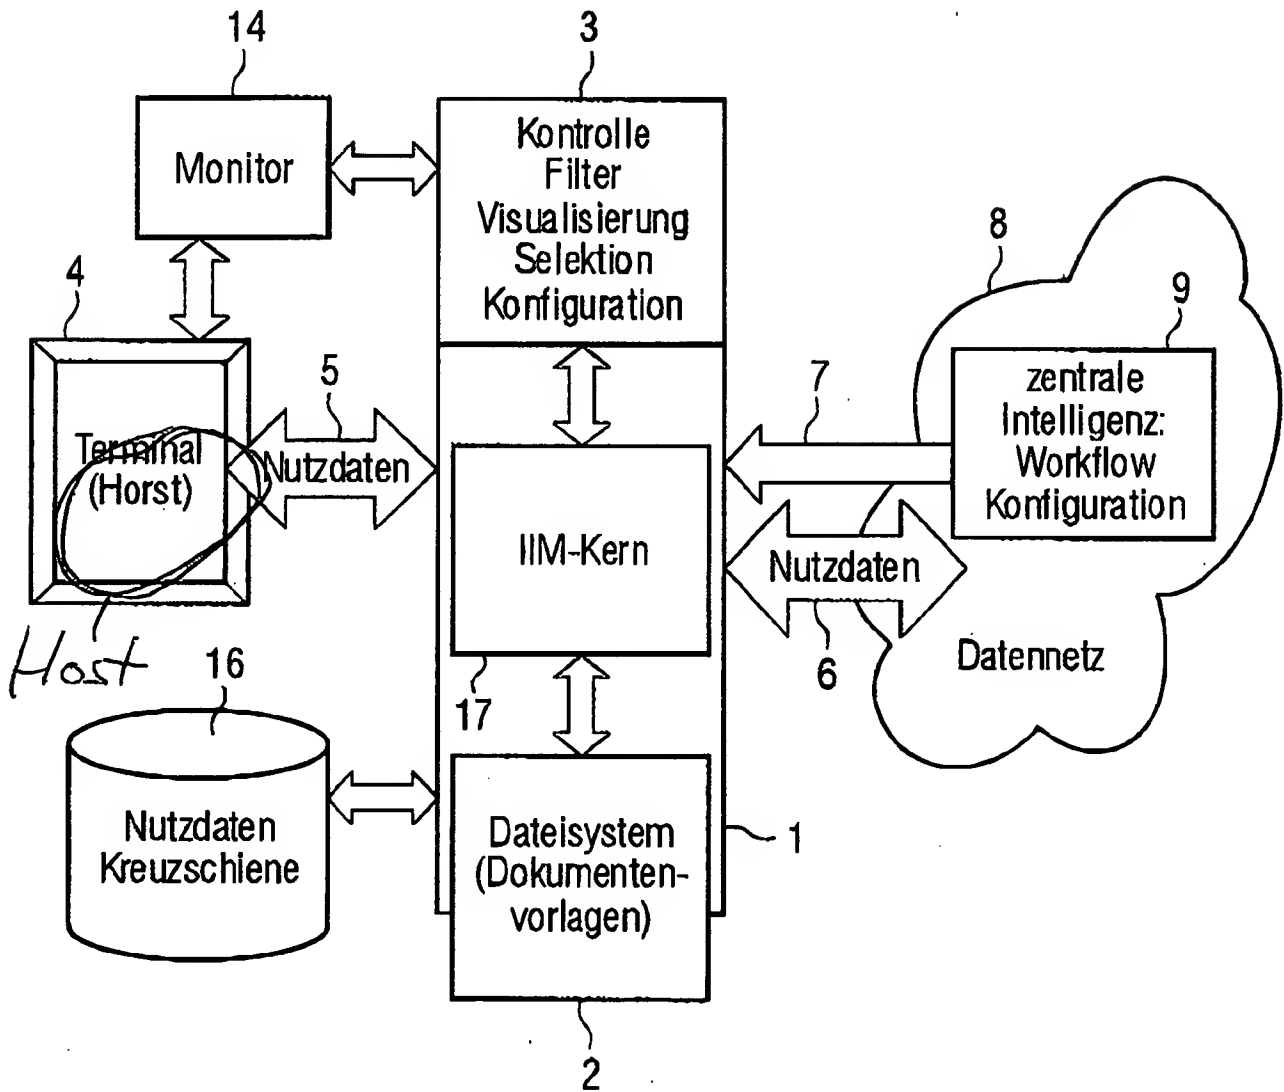 14
3
Monitor
Kontrolle
Filter
Visualisierung
Selektion
Konfiguration
8
9
4
zentrale
Intelligenz:
Workflow
Konfiguration
5
7
Terminal
(Horst)
Nutzdaten
IIM-Kern
Nutzdaten
Datennetz
Host
16
17
6
Nutzdaten
Kreuzschiene
Dateisystem
(Dokumenten-
vorlagen)
1
2